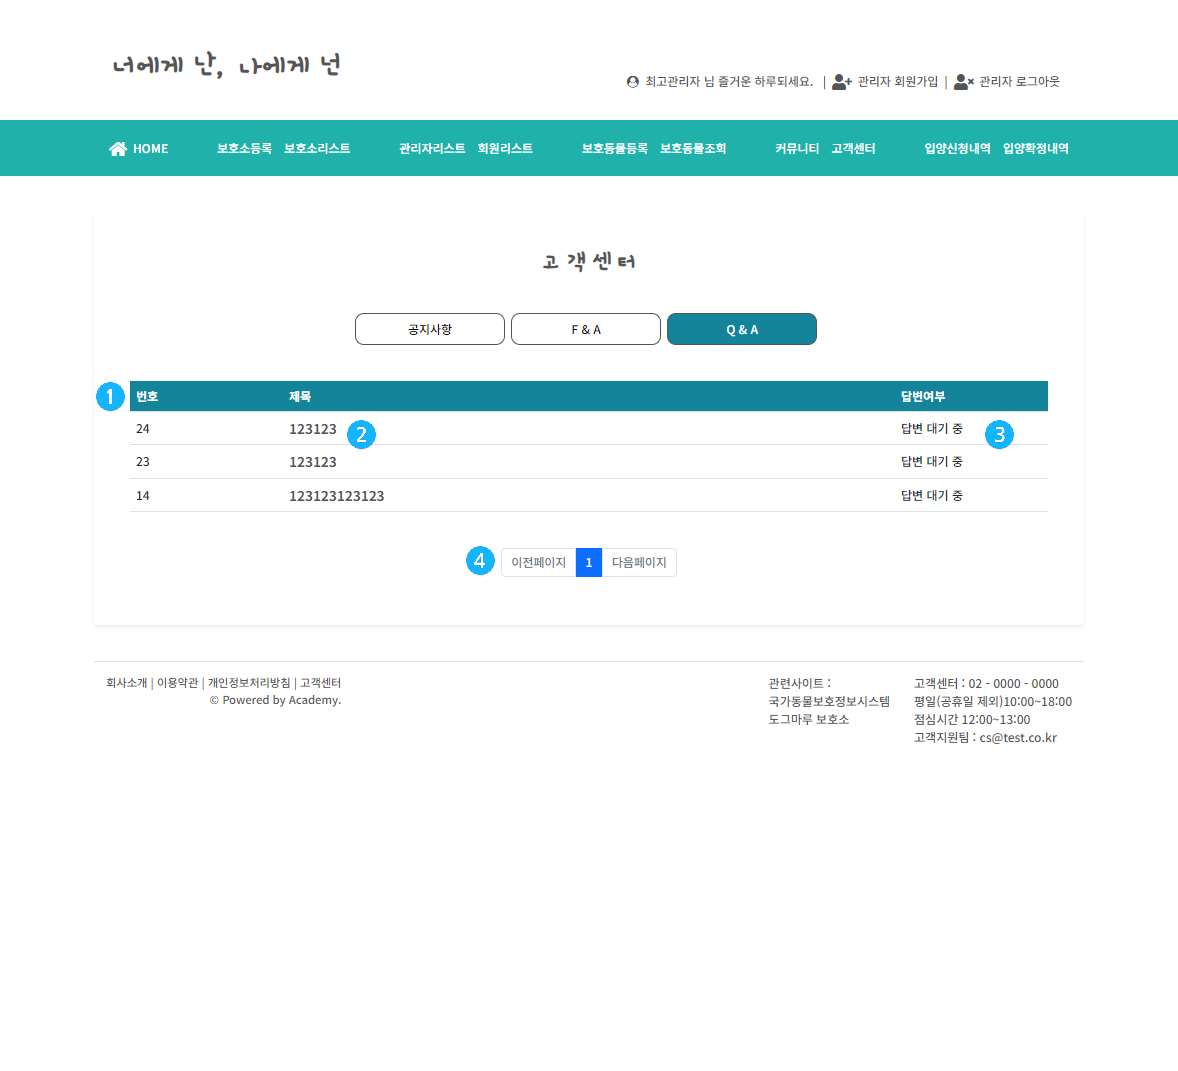 너에게 난, 나에게 넌
최고관리자 님 즐거운 하루되세요. | 관리자 회원가입 | 관리자 로그아웃
HOME 보호소등록 보호소리스트 관리자리스트 회원리스트 보호동물등록 보호동물조회 커뮤니티 고객센터 입양신청내역 입양확정내역
고객센터
공지사항 F & A Q & A
1 번호 제목 답변여부
24 123123 2 답변 대기 중 3
23 123123 답변 대기 중
14 123123123123 답변 대기 중
4 이전페이지 1 다음페이지
회사소개 | 이용약관 | 개인정보처리방침 | 고객센터
© Powered by Academy.
관련사이트 :
국가동물보호정보시스템
도그마루 보호소
고객센터 : 02 - 0000 - 0000
평일(공휴일 제외)10:00~18:00
점심시간 12:00~13:00
고객지원팀 : cs@test.co.kr